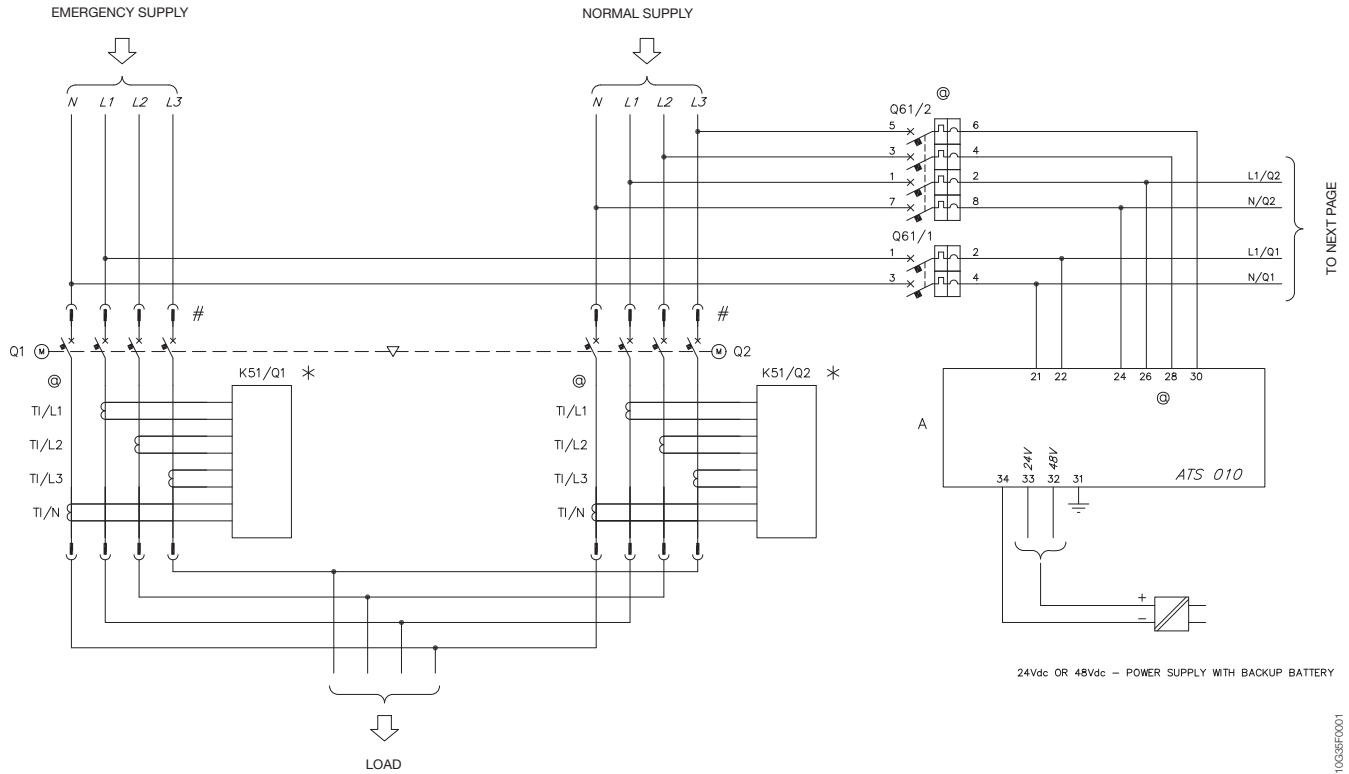 EMERGENCY SUPPLY
NORMAL SUPPLY
N L1 L2 L3
N L1 L2 L3
@
Q61/2
5 6
3 4
1 2 L1/Q2
7 8 N/Q2
Q61/1
1 2 L1/Q1
3 4 N/Q1
TO NEXT PAGE
# #
Q1 M M Q2
@ K51/Q1 * @ K51/Q2 *
21 22 24 26 28 30
@
TI/L1 TI/L1
A
TI/L2 TI/L2
24V 48V
TI/L3 TI/L3
34 33 32 31
ATS 010
TI/N TI/N
+
−
24Vdc OR 48Vdc − POWER SUPPLY WITH BACKUP BATTERY
LOAD
10G35F0001